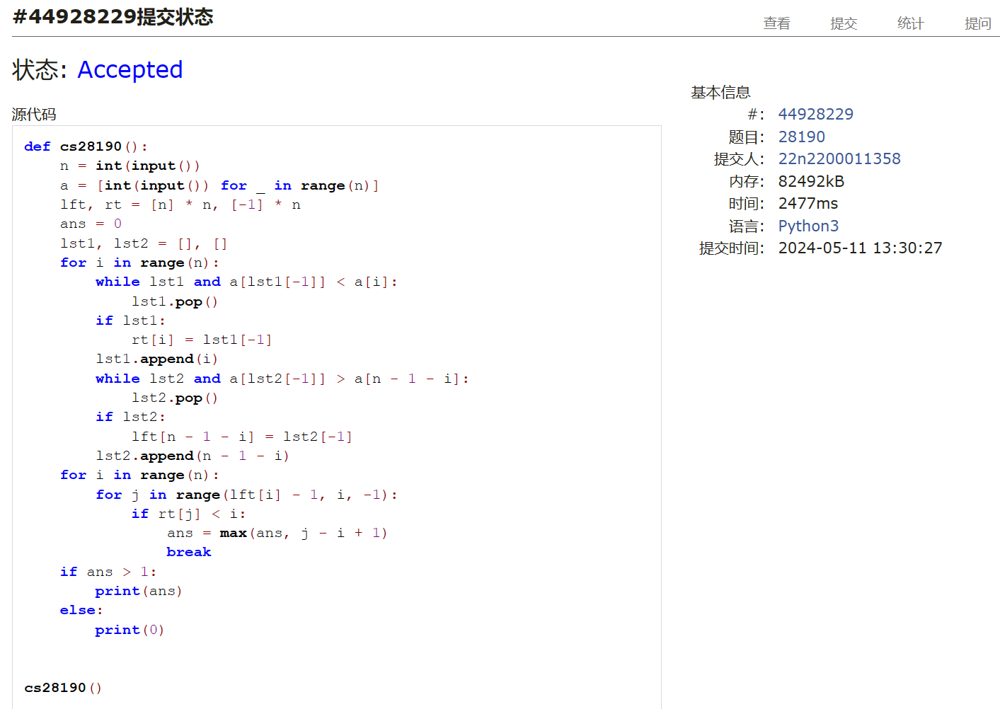 #44928229提交状态
查看 提交 统计 提问
状态: Accepted
源代码
def cs28190():
    n = int(input())
    a = [int(input()) for _ in range(n)]
    lft, rt = [n] * n, [-1] * n
    ans = 0
    lst1, lst2 = [], []
    for i in range(n):
        while lst1 and a[lst1[-1]] < a[i]:
            lst1.pop()
        if lst1:
            rt[i] = lst1[-1]
        lst1.append(i)
        while lst2 and a[lst2[-1]] > a[n - 1 - i]:
            lst2.pop()
        if lst2:
            lft[n - 1 - i] = lst2[-1]
        lst2.append(n - 1 - i)
    for i in range(n):
        for j in range(lft[i] - 1, i, -1):
            if rt[j] < i:
                ans = max(ans, j - i + 1)
                break
    if ans > 1:
        print(ans)
    else:
        print(0)
cs28190()
基本信息
#: 44928229
题目: 28190
提交人: 22n2200011358
内存: 82492kB
时间: 2477ms
语言: Python3
提交时间: 2024-05-11 13:30:27